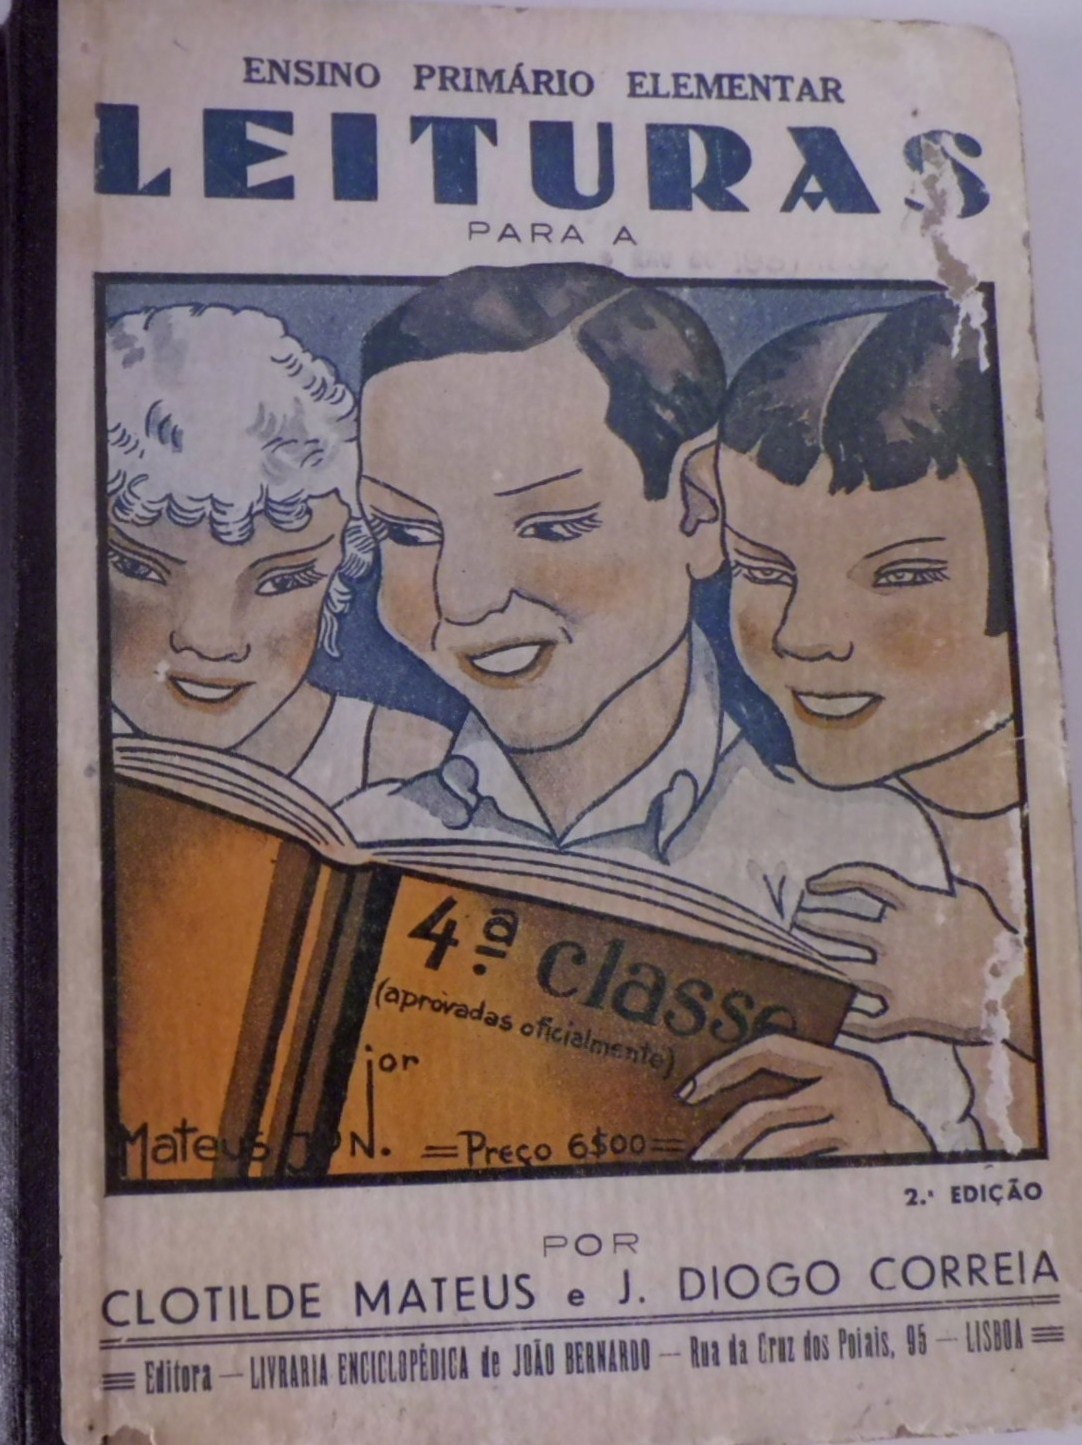 ENSINO PRIMÁRIO ELEMENTAR
LEITURAS
PARA A
4.ª classe
(aprovadas oficialmente)
Mateus Júnior
=Preço 6$00=
2.ª EDIÇÃO
POR
CLOTILDE MATEUS e J. DIOGO CORREIA
Editora — LIVRARIA ENCICLOPÉDICA de JOÃO BERNARDO — Rua da Cruz dos Poiais, 95 — LISBOA